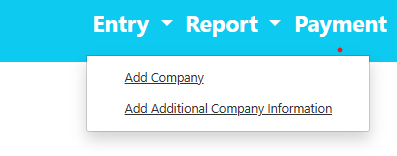 Entry Report Payment
Add Company
Add Additional Company Information